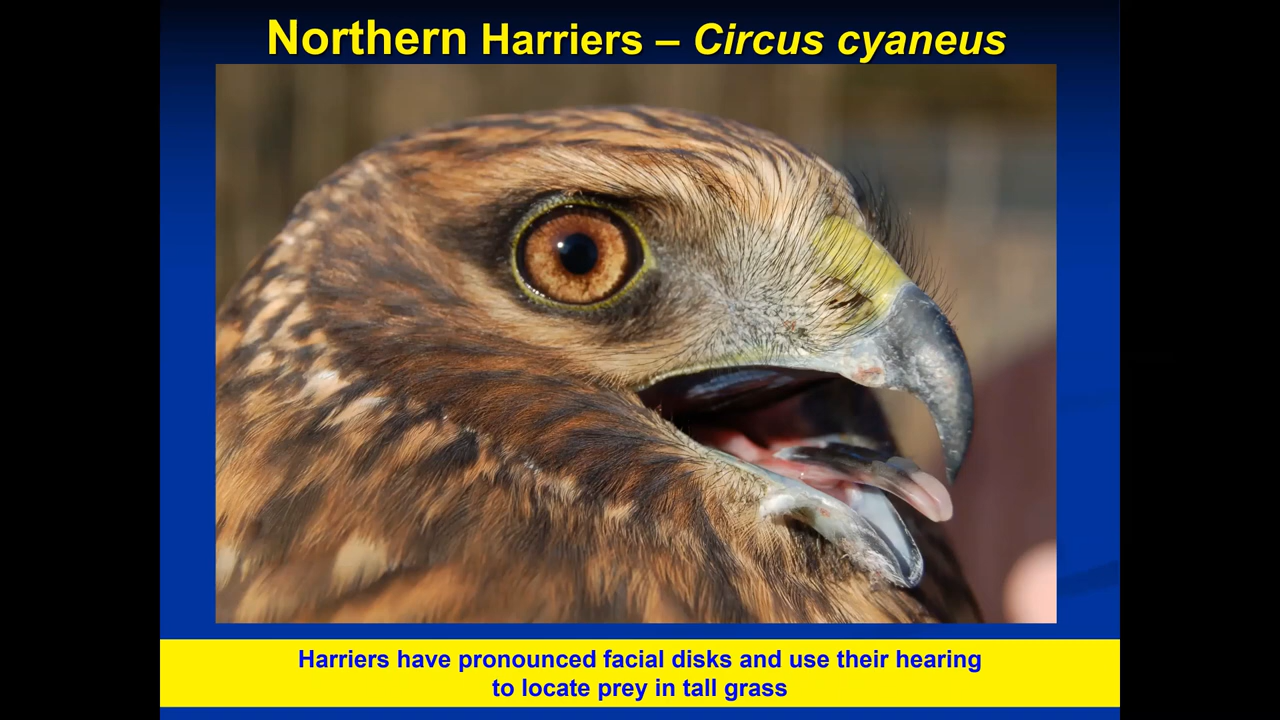 Northern Harriers – Circus cyaneus
Harriers have pronounced facial disks and use their hearing
to locate prey in tall grass